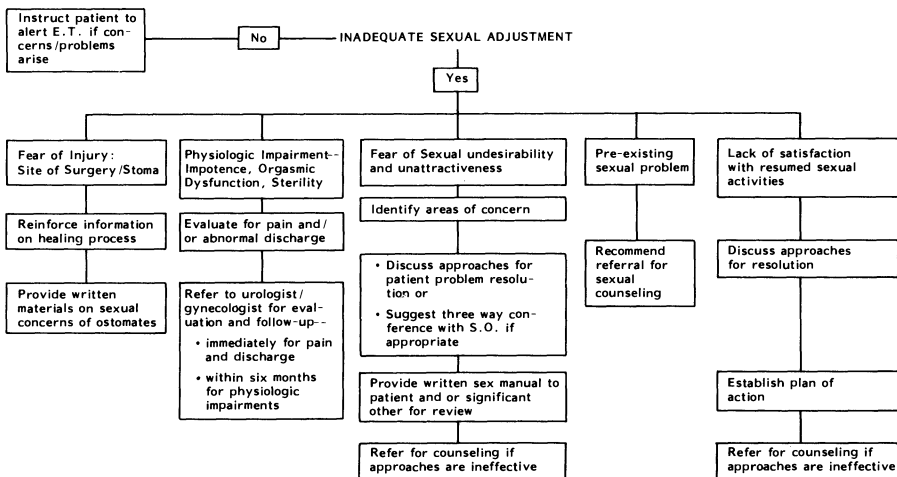 Instruct patient to
alert E.T. if con-
cerns/problems
arise
No
INADEQUATE SEXUAL ADJUSTMENT
Yes
Fear of Injury:
Site of Surgery/Stoma
Reinforce information
on healing process
Provide written
materials on sexual
concerns of ostomates
Physiologic Impairment--
Impotence, Orgasmic
Dysfunction, Sterility
Evaluate for pain and/
or abnormal discharge
Refer to urologist/
gynecologist for eval-
uation and follow-up--
• immediately for pain
and discharge
• within six months
for physiologic
impairments
Fear of Sexual undesirability
and unattractiveness
Identify areas of concern
• Discuss approaches for
patient problem resolu-
tion or
• Suggest three way con-
ference with S.O. if
appropriate
Provide written sex manual to
patient and or significant
other for review
Refer for counseling if
approaches are ineffective
Pre-existing
sexual problem
Recommend
referral for
sexual
counseling
Lack of satisfaction
with resumed sexual
activities
Discuss approaches
for resolution
Establish plan of
action
Refer for counseling if
approaches are ineffective